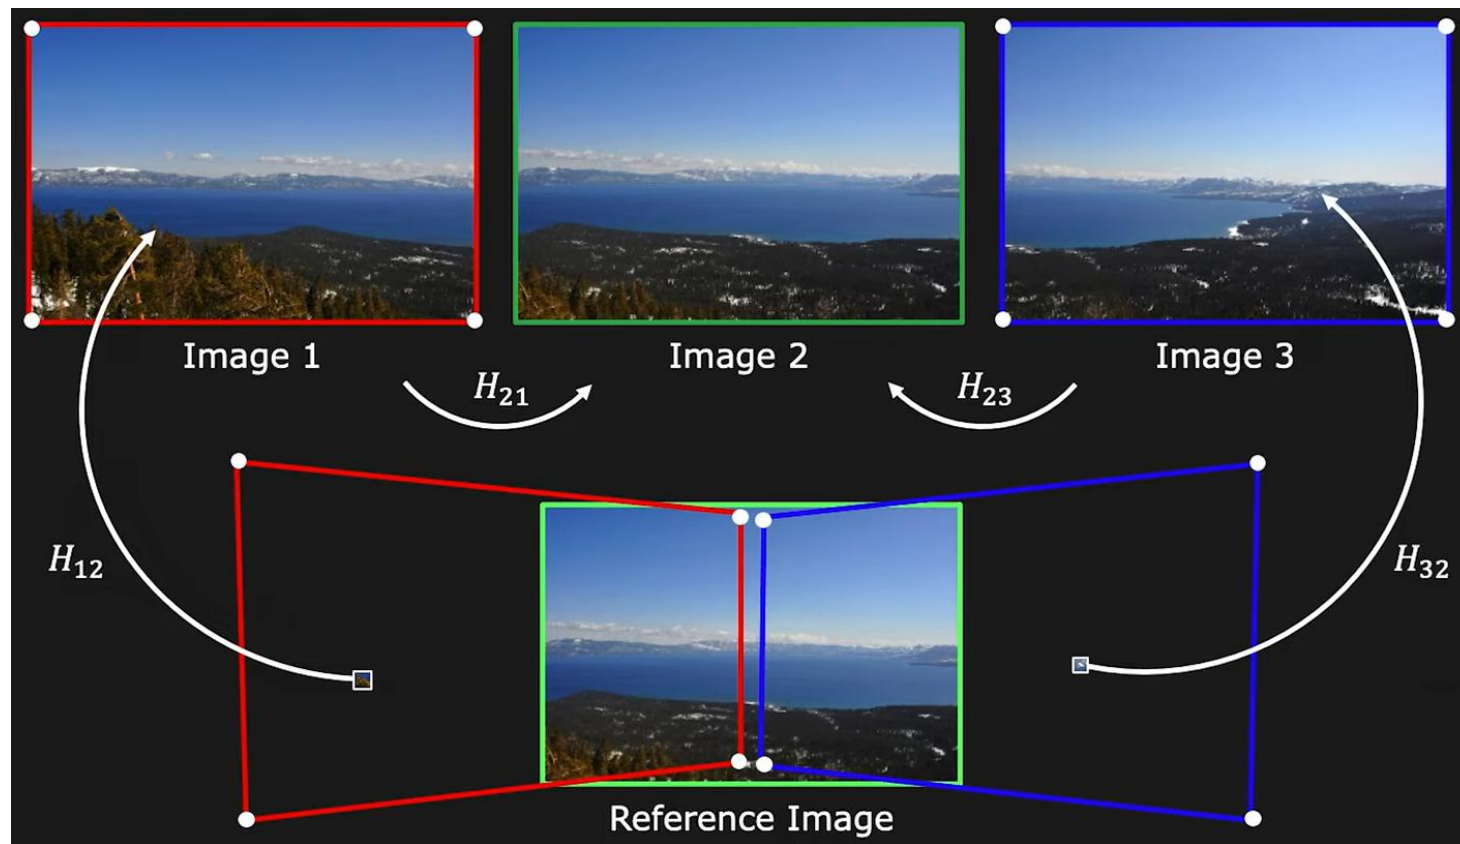 Image 1
Image 2
Image 3
H₂₁
H₂₃
H₁₂
H₃₂
Reference Image